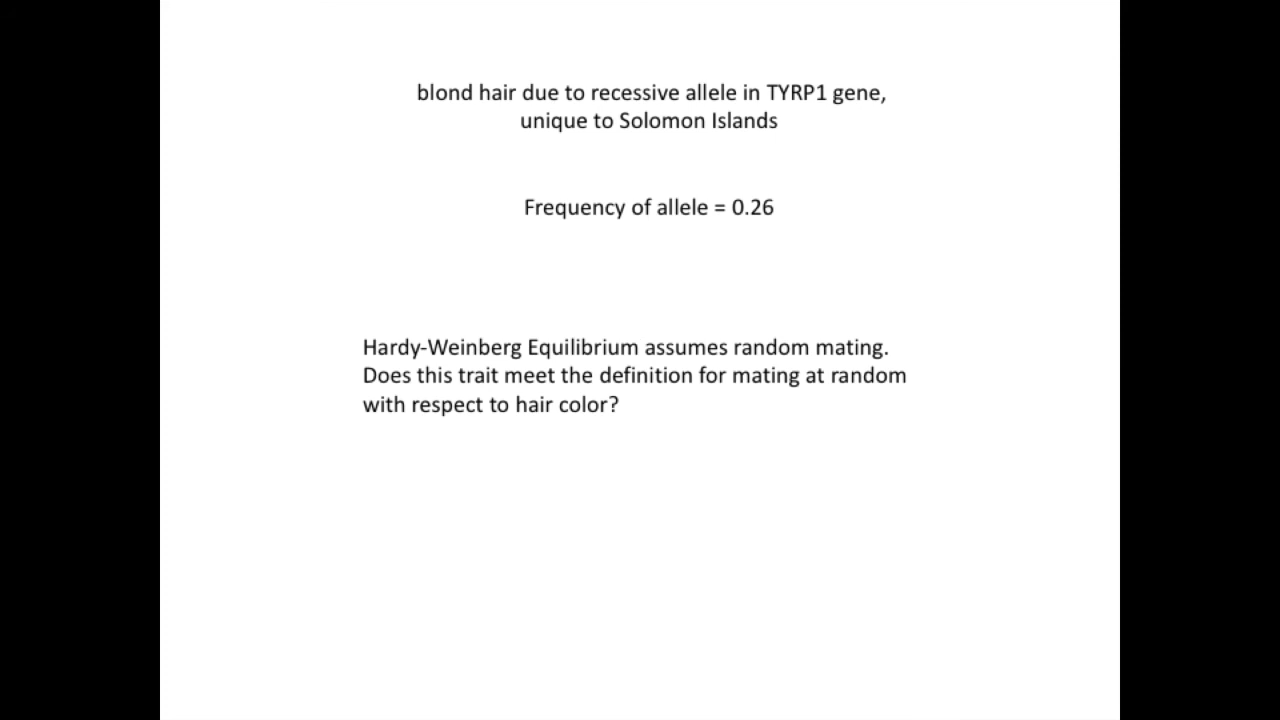 blond hair due to recessive allele in TYRP1 gene,
unique to Solomon Islands
Frequency of allele = 0.26
Hardy-Weinberg Equilibrium assumes random mating.
Does this trait meet the definition for mating at random
with respect to hair color?